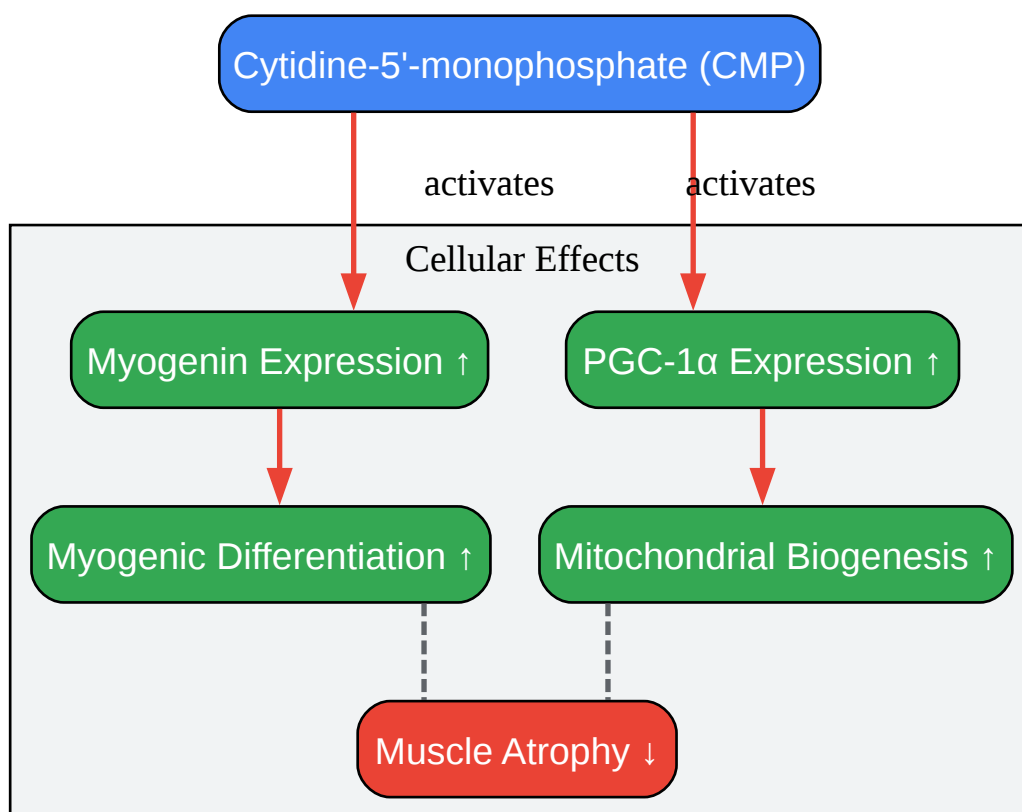 Cytidine-5'-monophosphate (CMP)
activates
activates
Cellular Effects
Myogenin Expression ↑
PGC-1α Expression ↑
Myogenic Differentiation ↑
Mitochondrial Biogenesis ↑
Muscle Atrophy ↓